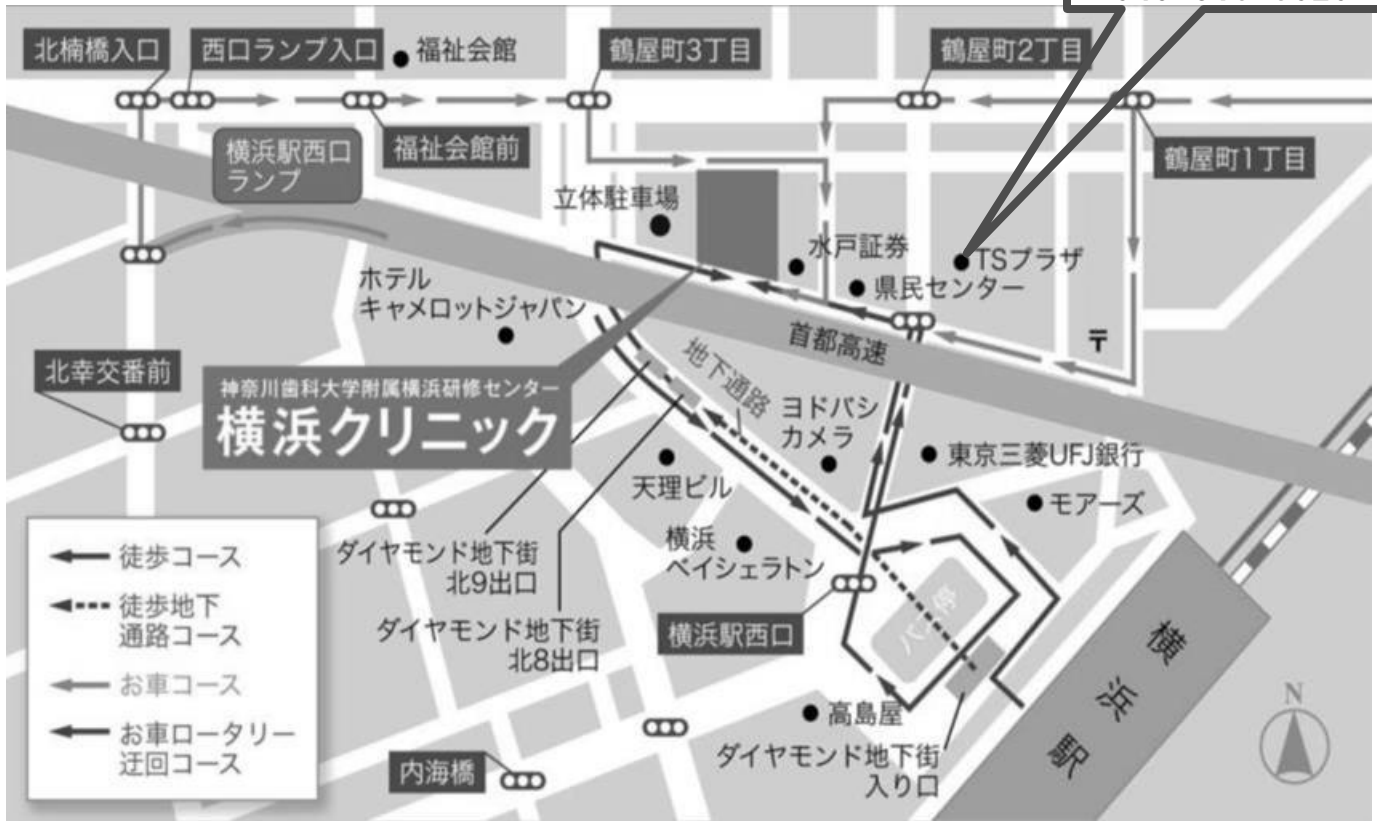 北楠橋入口
西口ランプ入口
福祉会館
鶴屋町3丁目
鶴屋町2丁目
横浜駅西口
ランプ
福祉会館前
鶴屋町1丁目
立体駐車場
水戸証券
TSプラザ
県民センター
ホテル
キャメロットジャパン
首都高速
〒
北幸交番前
神奈川歯科大学附属横浜研修センター
横浜クリニック
地下通路
ヨドバシ
カメラ
東京三菱UFJ銀行
天理ビル
モアーズ
横浜
ベイシェラトン
ダイヤモンド地下街
北9出口
ダイヤモンド地下街
北8出口
横浜駅西口
バス停
横浜駅
高島屋
ダイヤモンド地下街
入り口
内海橋
徒歩コース
徒歩地下
通路コース
お車コース
お車ロータリー
迂回コース
N